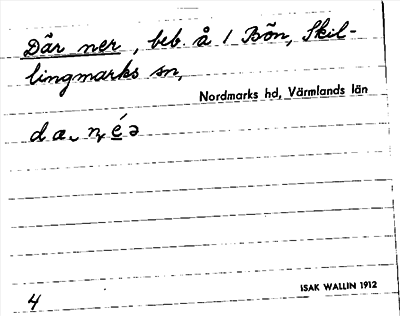 Där ner, beb. å 1 Bön, Skil-
lingmarks sn,
Nordmarks hd, Värmlands län
4
ISAK WALLIN 1912